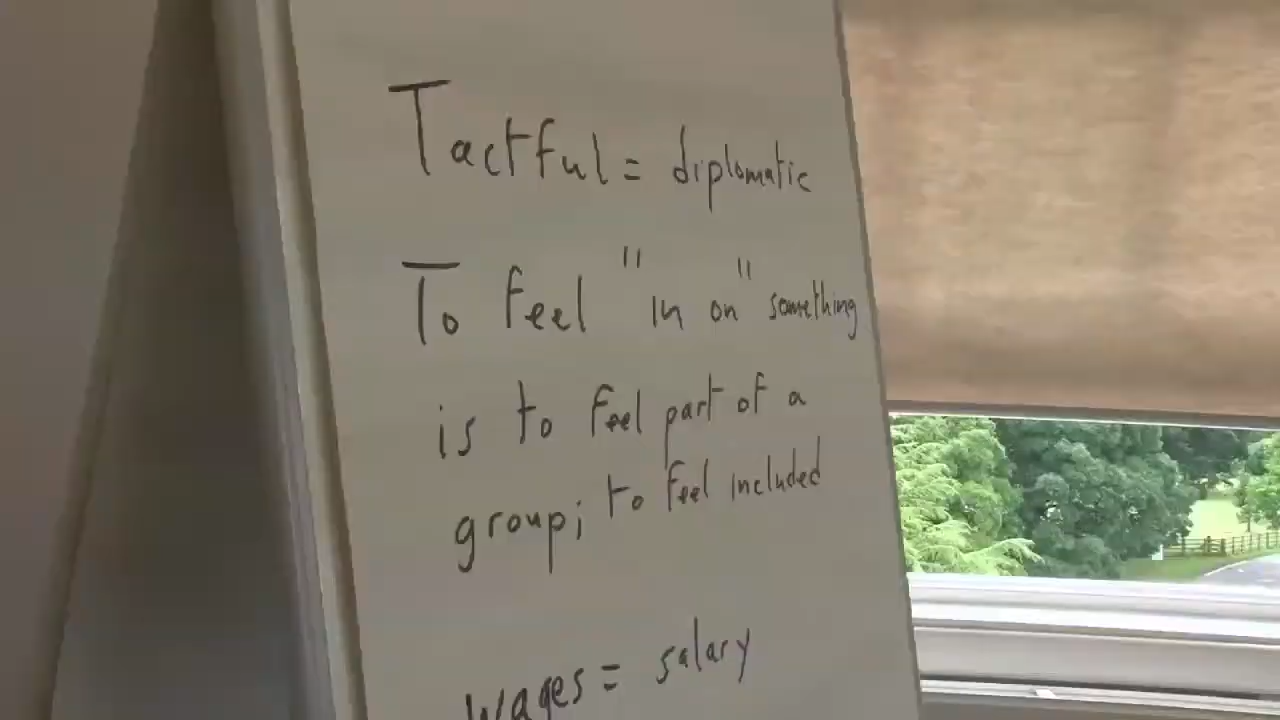 Tactful = diplomatic
To feel "in on" something
is to feel part of a
group; to feel included
wages = salary